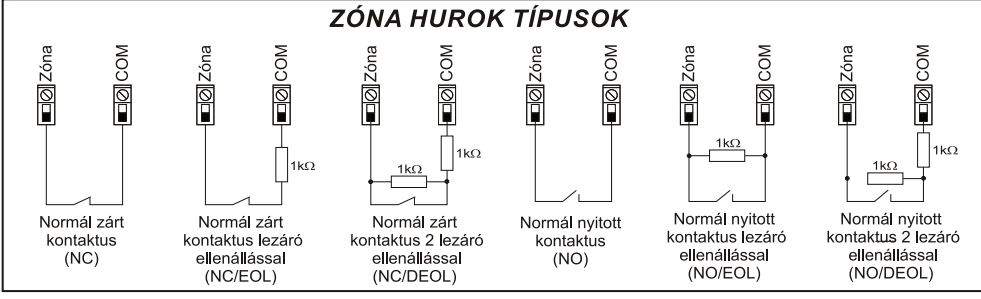 ZÓNA HUROK TÍPUSOK
Zóna COM Zóna COM Zóna COM Zóna COM Zóna COM Zóna COM
1kΩ
1kΩ
1kΩ
1kΩ
1kΩ
1kΩ
Normál zárt
kontaktus
(NC)
Normál zárt
kontaktus lezáró
ellenállással
(NC/EOL)
Normál zárt
kontaktus 2 lezáró
ellenállással
(NC/DEOL)
Normál nyitott
kontaktus
(NO)
Normál nyitott
kontaktus lezáró
ellenállással
(NO/EOL)
Normál nyitott
kontaktus 2 lezáró
ellenállással
(NO/DEOL)